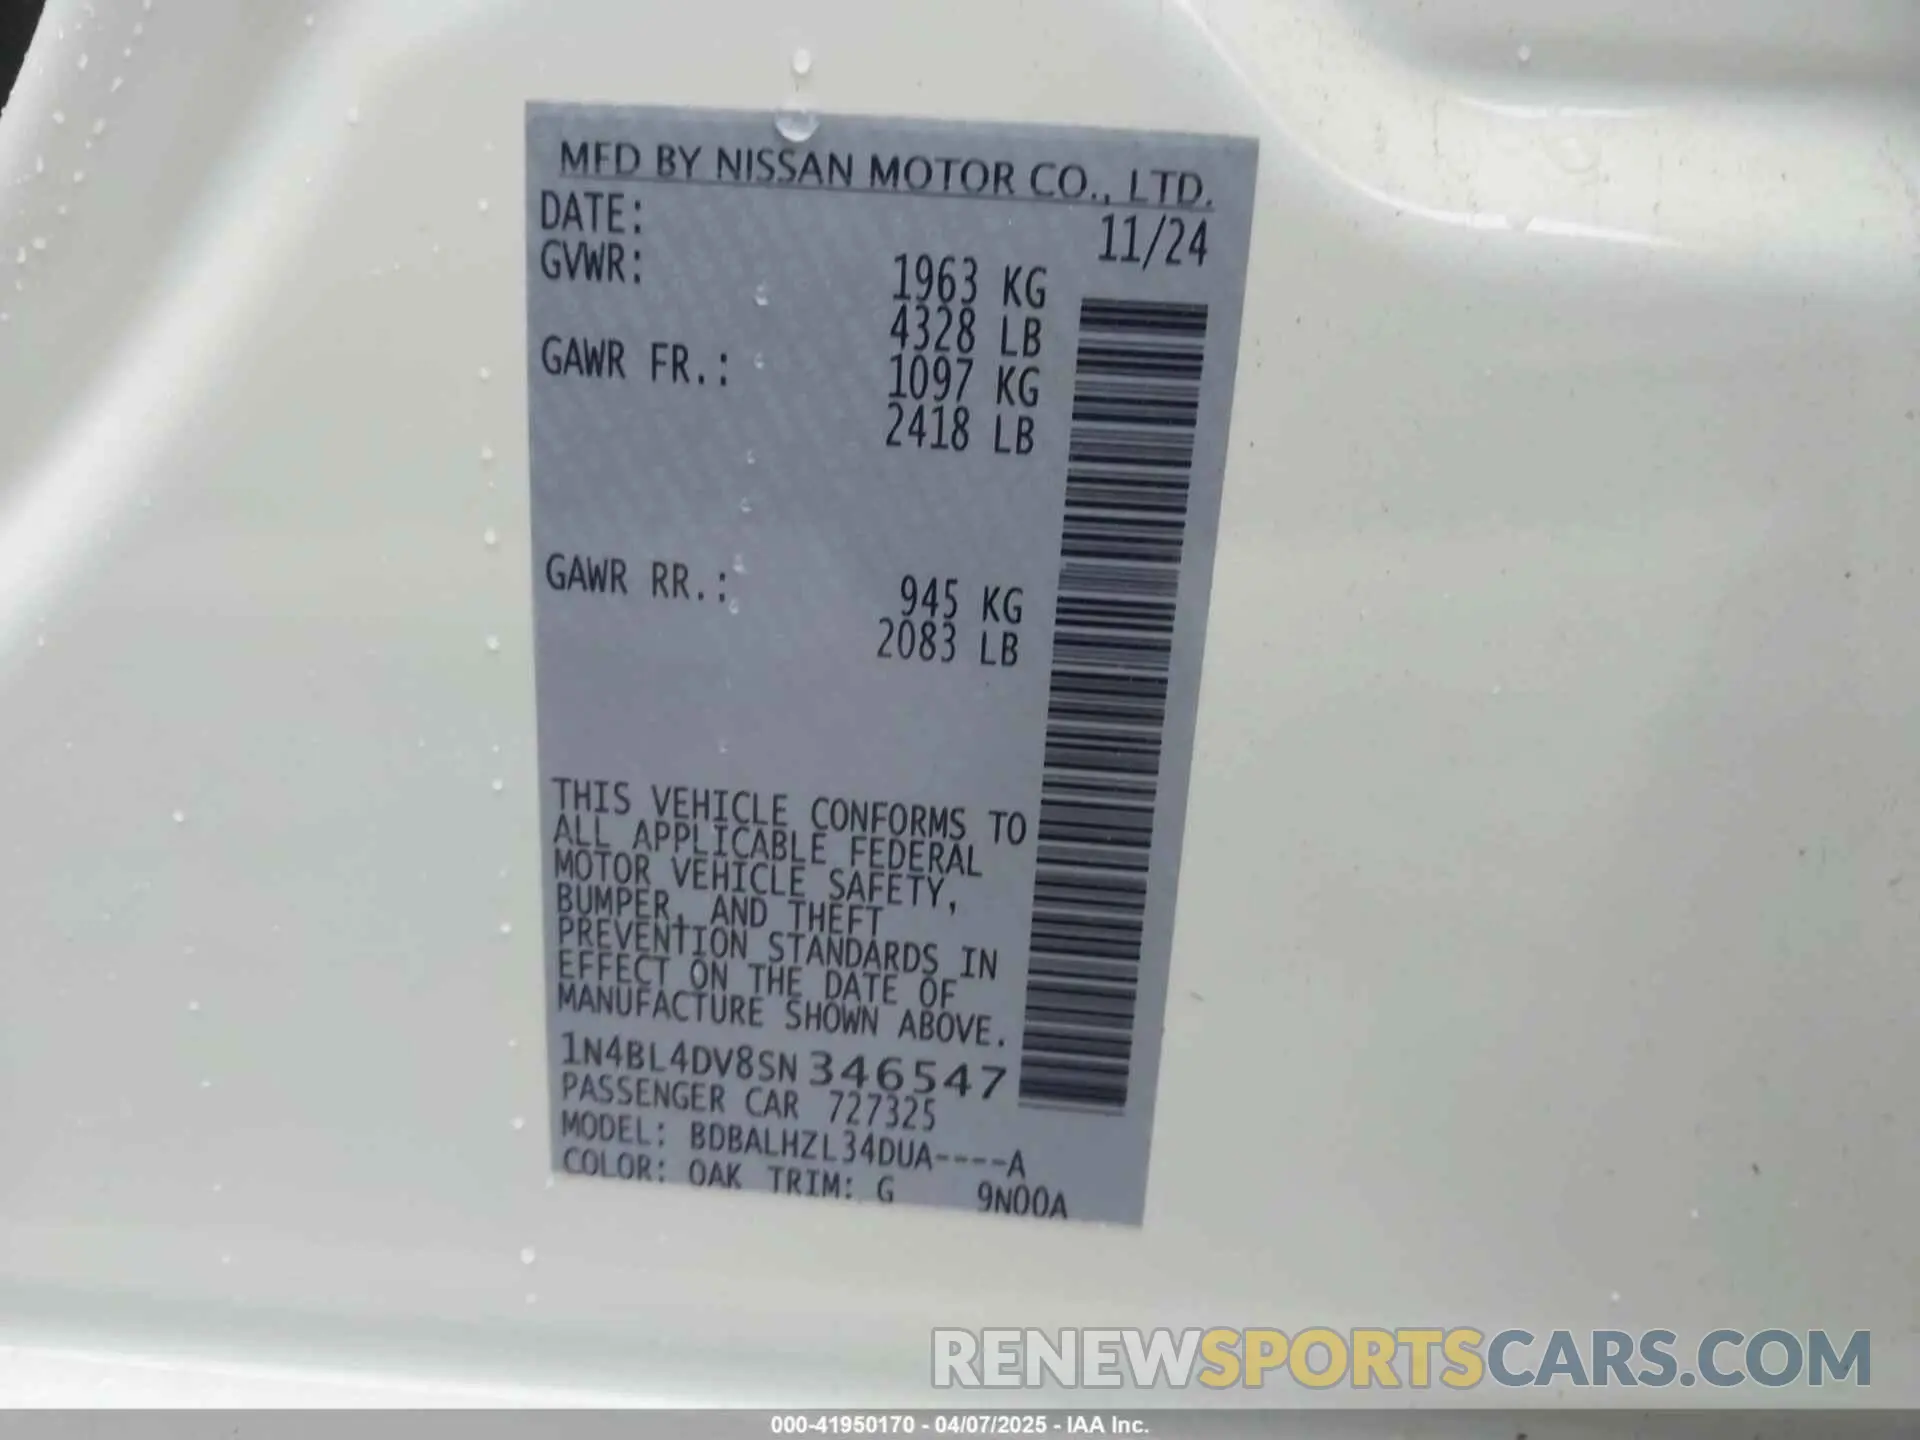 MFD BY NISSAN MOTOR CO., LTD.
DATE: 11/24
GVWR: 1963 KG
4328 LB
GAWR FR.: 1097 KG
2418 LB
GAWR RR.: 945 KG
2083 LB
THIS VEHICLE CONFORMS TO
ALL APPLICABLE FEDERAL
MOTOR VEHICLE SAFETY,
BUMPER, AND THEFT
PREVENTION STANDARDS IN
EFFECT ON THE DATE OF
MANUFACTURE SHOWN ABOVE.
1N4BL4DV8SN346547
PASSENGER CAR 727325
MODEL: BDBALHZL34DUA----A
COLOR: QAK TRIM: G 9N00A
RENEWSPORTSCARS.COM
000-41950170 - 04/07/2025 - IAA Inc.